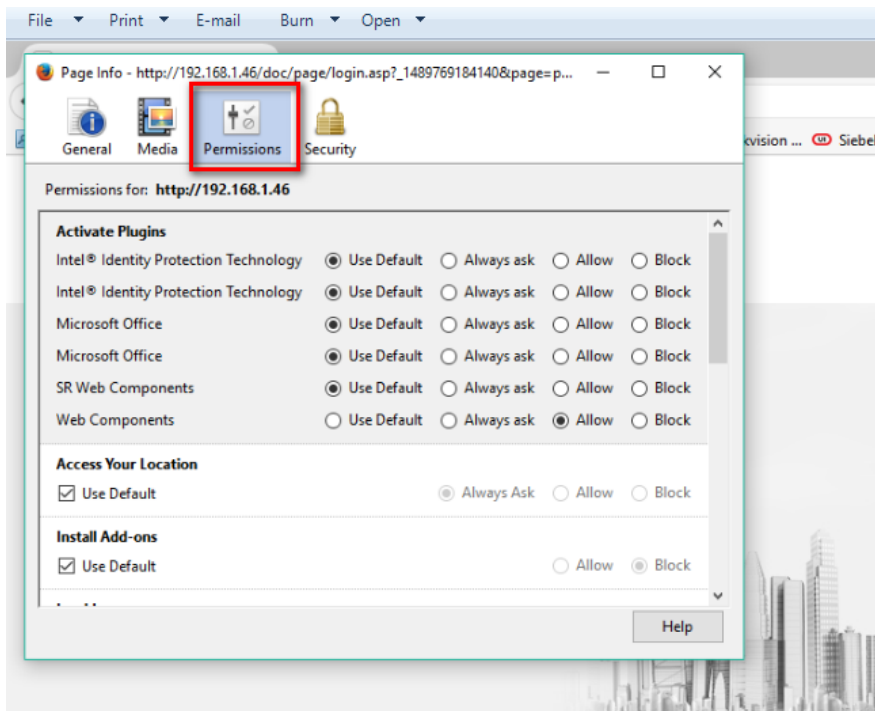 File Print E-mail Burn Open
Page Info - http://192.168.1.46/doc/page/login.asp?_1489769184140&page=p...
General Media Permissions Security
kvision ... Siebel
Permissions for: http://192.168.1.46
Activate Plugins
Intel® Identity Protection Technology Use Default Always ask Allow Block
Intel® Identity Protection Technology Use Default Always ask Allow Block
Microsoft Office Use Default Always ask Allow Block
Microsoft Office Use Default Always ask Allow Block
SR Web Components Use Default Always ask Allow Block
Web Components Use Default Always ask Allow Block
Access Your Location
Use Default Always Ask Allow Block
Install Add-ons
Use Default Allow Block
Help